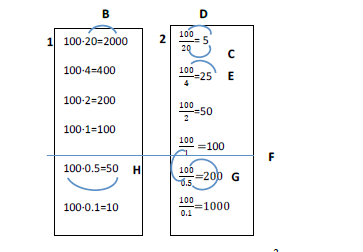 B D
1 100·20=2000 2 100/20 = 5
C
100·4=400 100/4 =25 E
100·2=200 100/2 =50
100·1=100 100/1 =100
F
100·0.5=50 H 100/0.5 =200 G
100·0.1=10 100/0.1 =1000